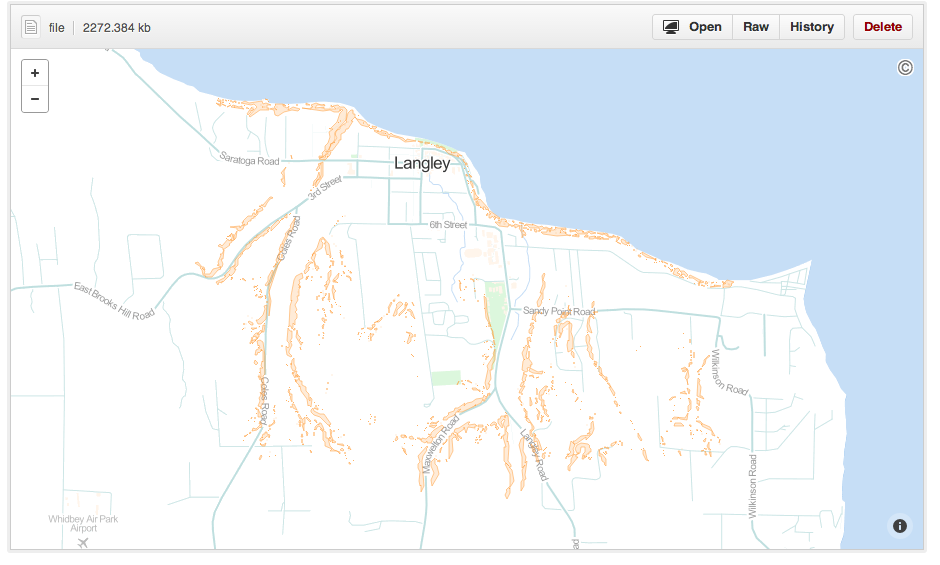 file
2272.384 kb
Open
Raw
History
Delete
+
−
©
Saratoga Road
Langley
3rd Street
Coles Road
6th Street
East Brooks Hill Road
Sandy Point Road
Wilkinson Road
Coles Road
Maxwelton Road
Langley Road
Wilkinson Road
Whidbey Air Park
Airport
ad
i